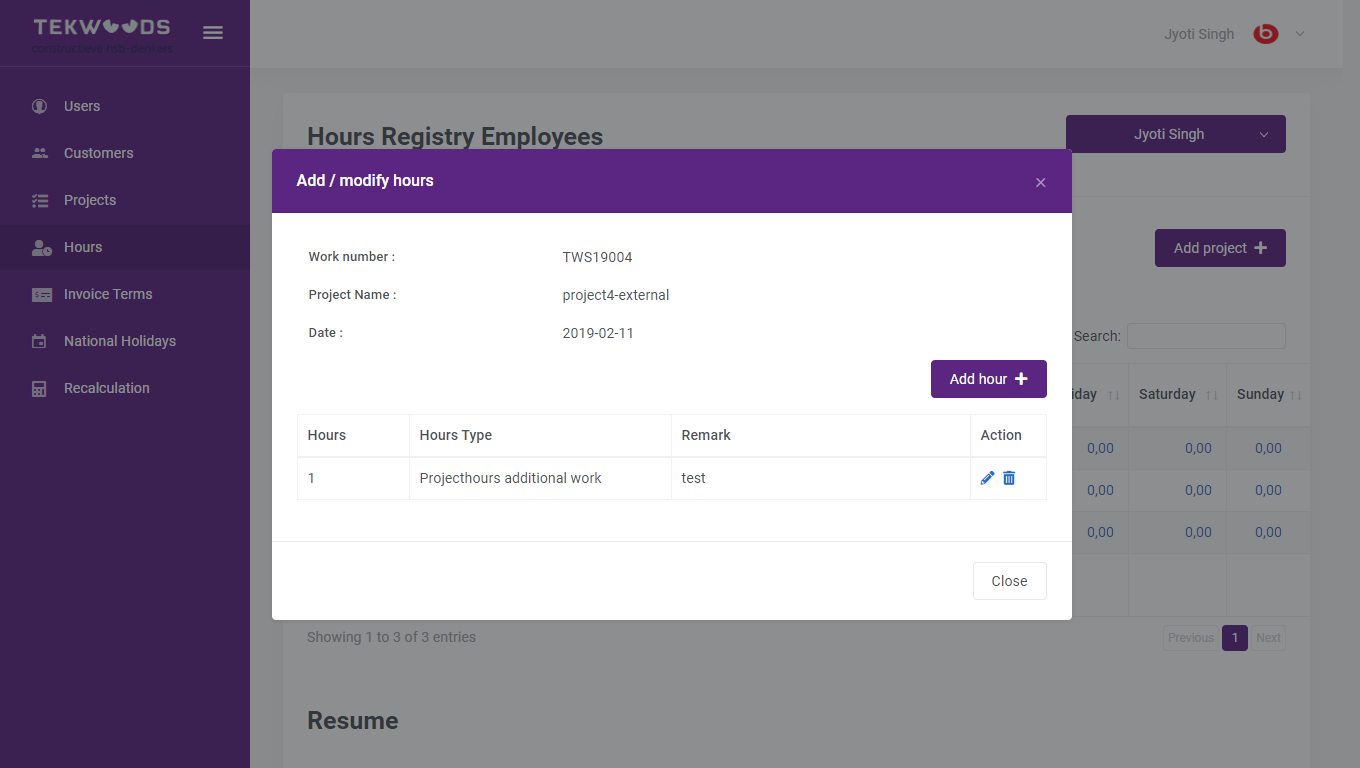 TEKWOODS
Jyoti Singh
Users
Customers
Projects
Hours
Invoice Terms
National Holidays
Recalculation
Hours Registry Employees
Jyoti Singh
Add / modify hours
×
Add project
Work number : TWS19004
Project Name : project4-external
Date : 2019-02-11
Search:
Add hour
iday Saturday Sunday
Hours Hours Type Remark Action
1 Projecthours additional work test
0,00 0,00 0,00
0,00 0,00 0,00
0,00 0,00 0,00
Close
Showing 1 to 3 of 3 entries
Previous 1 Next
Resume